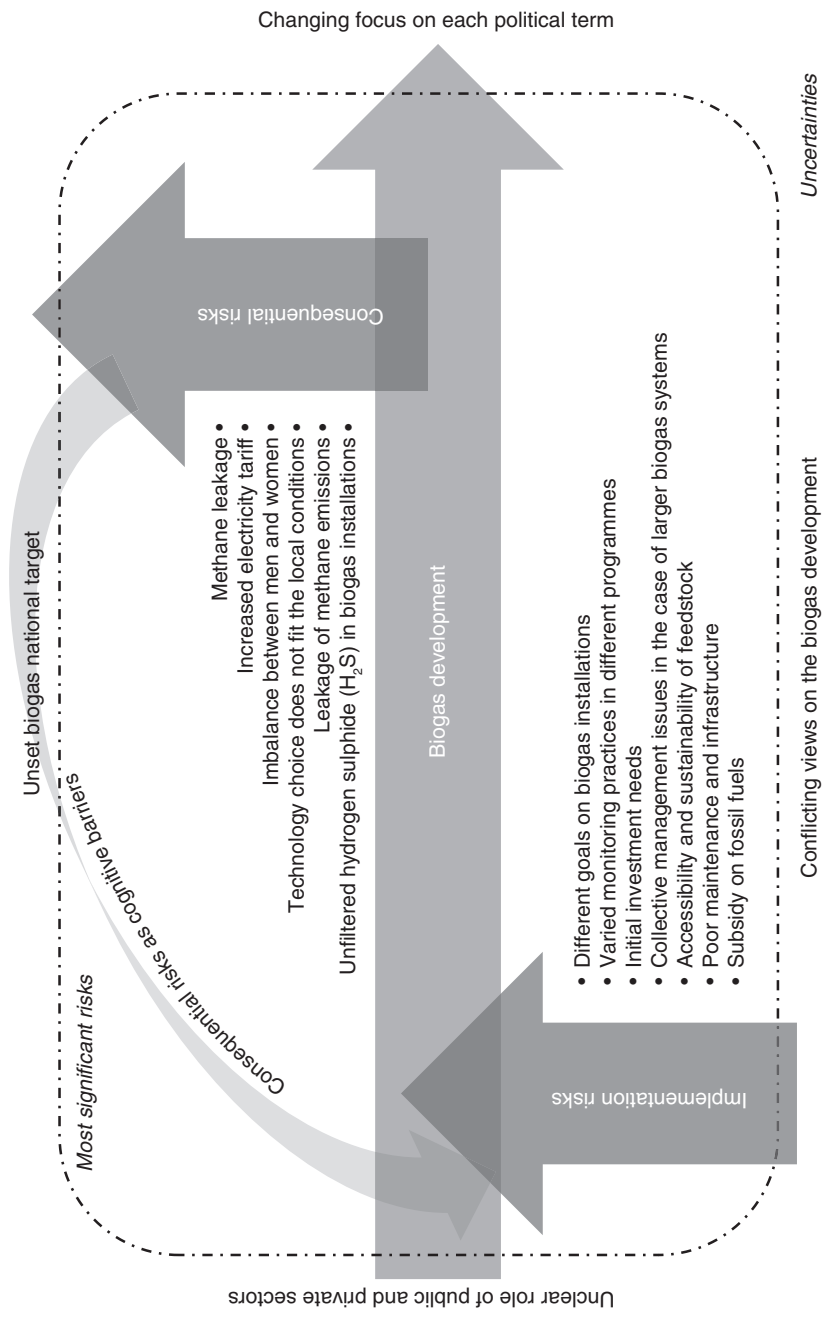 Changing focus on each political term
Unset biogas national target
Most significant risks
Consequential risks as cognitive barriers
Consequential risks
• Methane leakage
• Increased electricity tariff
• Imbalance between men and women
• Technology choice does not fit the local conditions
• Leakage of methane emissions
• Unfiltered hydrogen sulphide (H₂S) in biogas installations
Biogas development
Implementation risks
• Different goals on biogas installations
• Varied monitoring practices in different programmes
• Initial investment needs
• Collective management issues in the case of larger biogas systems
• Accessibility and sustainability of feedstock
• Poor maintenance and infrastructure
• Subsidy on fossil fuels
Unclear role of public and private sectors
Conflicting views on the biogas development
Uncertainties